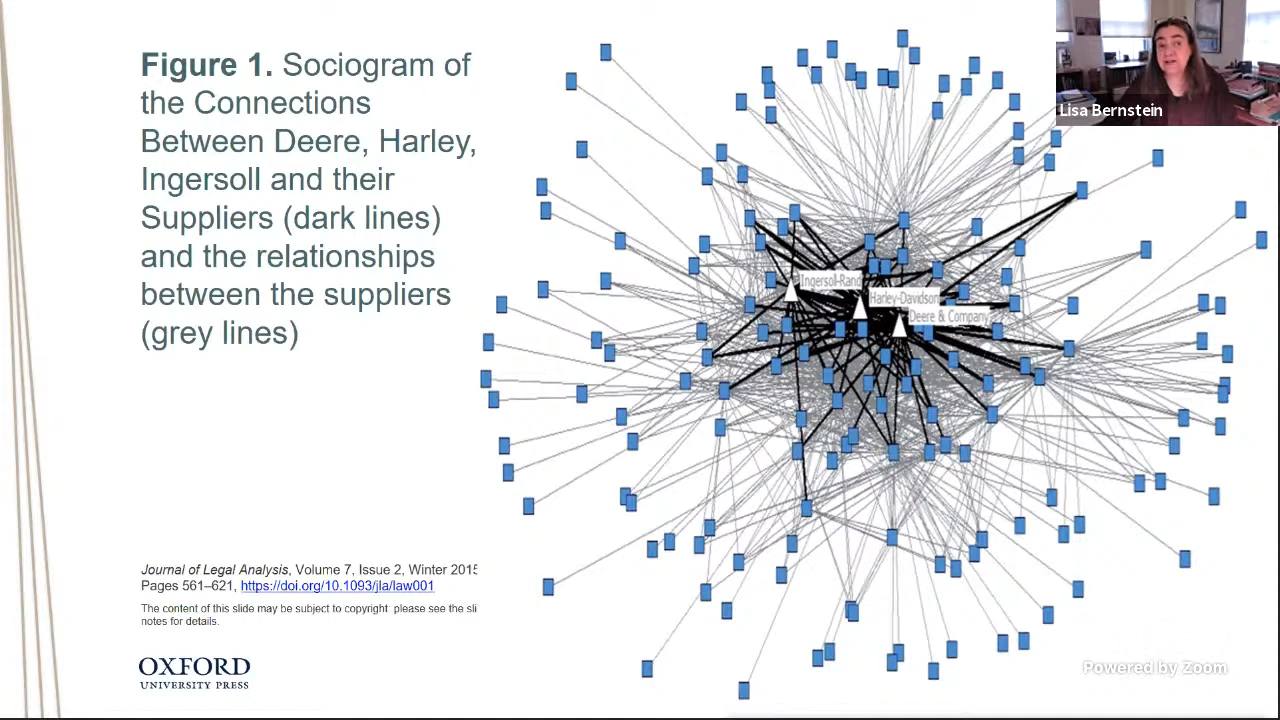 Figure 1. Sociogram of
the Connections
Between Deere, Harley,
Ingersoll and their
Suppliers (dark lines)
and the relationships
between the suppliers
(grey lines)
Lisa Bernstein
Ingersoll-Rand
Harley-Davidson
Deere & Company
Journal of Legal Analysis, Volume 7, Issue 2, Winter 2015
Pages 561–621, https://doi.org/10.1093/jla/law001
The content of this slide may be subject to copyright please see the sli
notes for details.
OXFORD
UNIVERSITY PRESS
Powered by Zoom